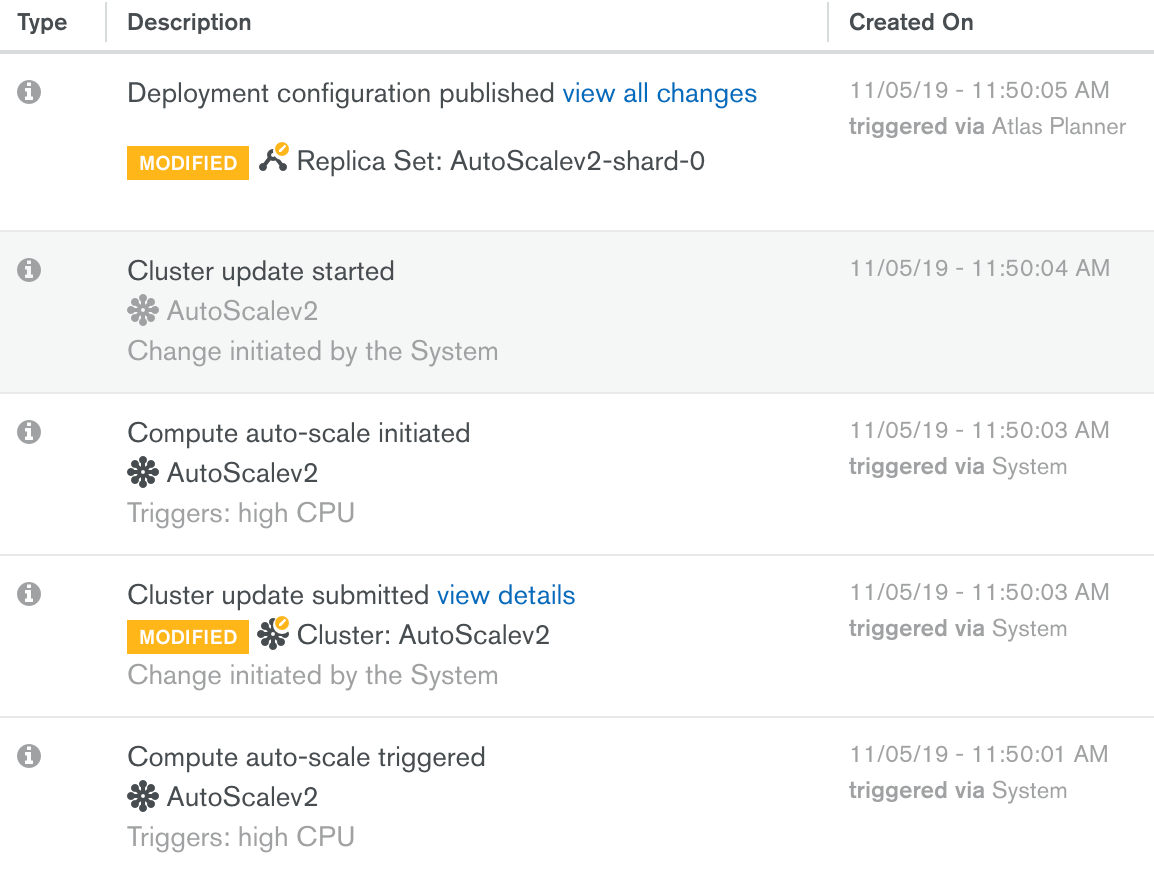 Type Description Created On
Deployment configuration published view all changes 11/05/19 - 11:50:05 AM
triggered via Atlas Planner
MODIFIED Replica Set: AutoScalev2-shard-0
Cluster update started 11/05/19 - 11:50:04 AM
AutoScalev2
Change initiated by the System
Compute auto-scale initiated 11/05/19 - 11:50:03 AM
triggered via System
AutoScalev2
Triggers: high CPU
Cluster update submitted view details 11/05/19 - 11:50:03 AM
triggered via System
MODIFIED Cluster: AutoScalev2
Change initiated by the System
Compute auto-scale triggered 11/05/19 - 11:50:01 AM
triggered via System
AutoScalev2
Triggers: high CPU